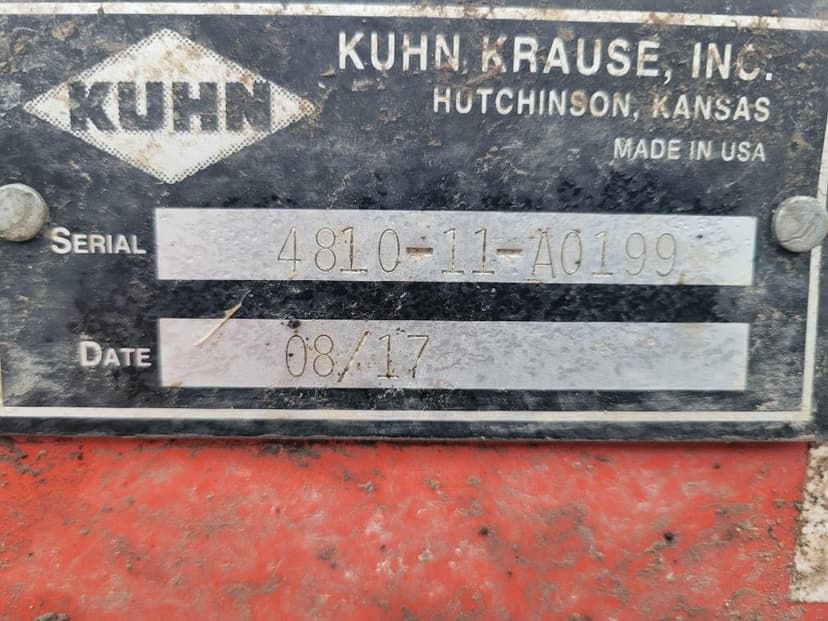 KUHN
KUHN KRAUSE, INC.
HUTCHINSON, KANSAS
MADE IN USA
SERIAL 4810-11-A0199
DATE 08/17